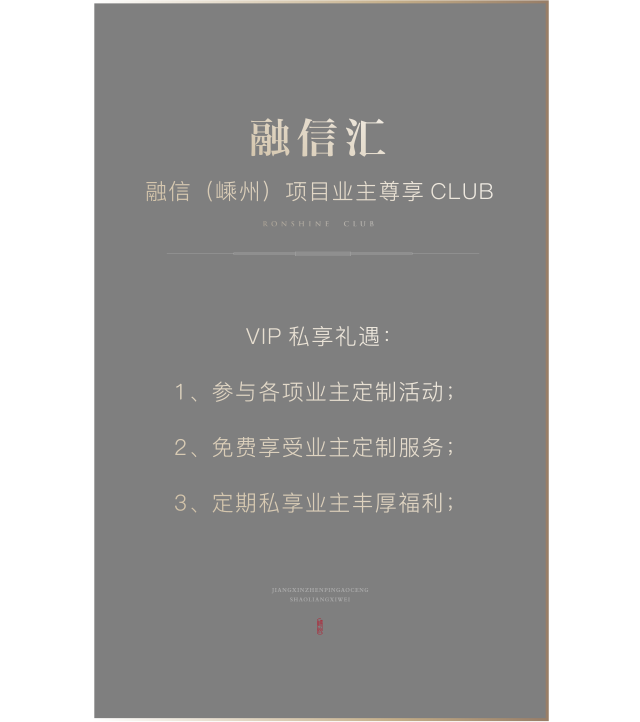 融信汇
融信（嵊州）项目业主尊享 CLUB
RONSHINE CLUB
VIP 私享礼遇：
1、参与各项业主定制活动；
2、免费享受业主定制服务；
3、定期私享业主丰厚福利；
JIANGXINZHENPINGAOCENG
SHAOLIANGXIWEI